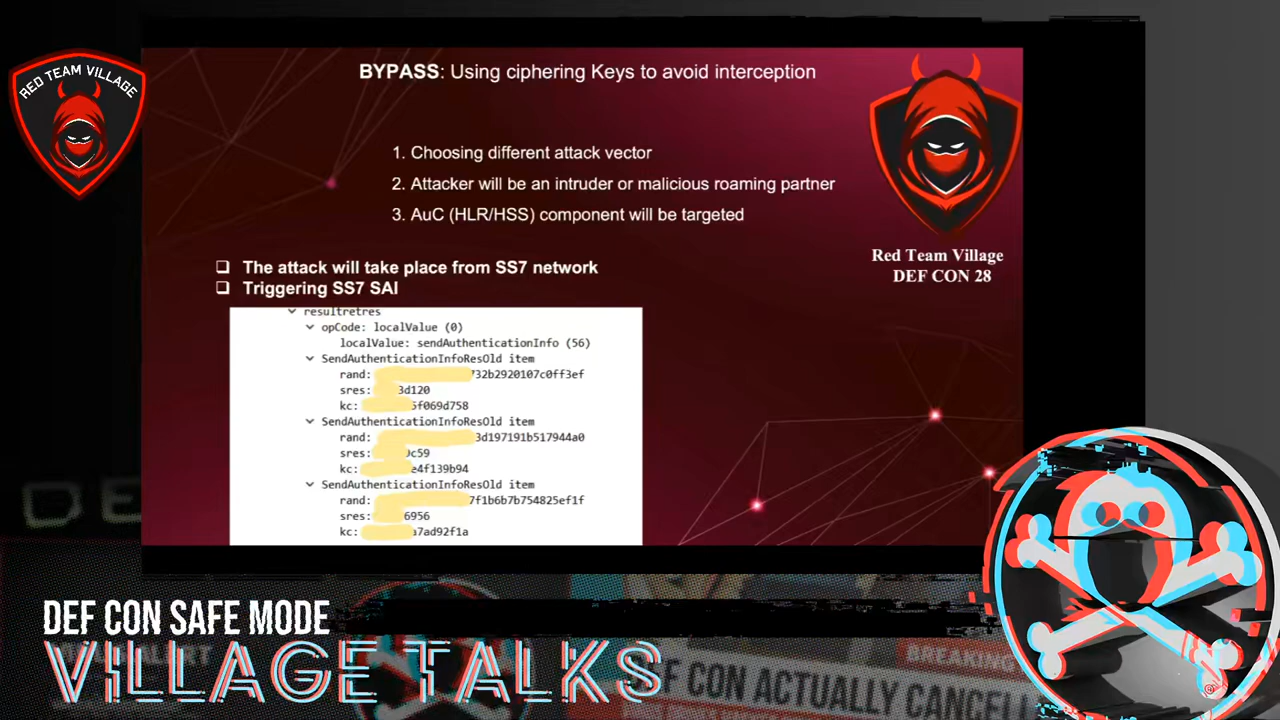 RED TEAM VILLAGE
BYPASS: Using ciphering Keys to avoid interception
1. Choosing different attack vector
2. Attacker will be an intruder or malicious roaming partner
3. AuC (HLR/HSS) component will be targeted
Red Team Village
DEF CON 28
The attack will take place from SS7 network
Triggering SS7 SAI
resultretres
opCode: localValue (0)
localValue: sendAuthenticationInfo (56)
SendAuthenticationInfoResOld item
rand: 732b2920107c0ff3ef
sres: 3d120
kc: 5f069d758
SendAuthenticationInfoResOld item
rand: 3d197191b517944a0
sres: 0c59
kc: e4f139b94
SendAuthenticationInfoResOld item
rand: 7f1b6b7b754825ef1f
sres: 6956
kc: a7ad92f1a
DE
DEF CON SAFE MODE
VILLAGE TALKS
BREAKING
DEF CON ACTUALLY